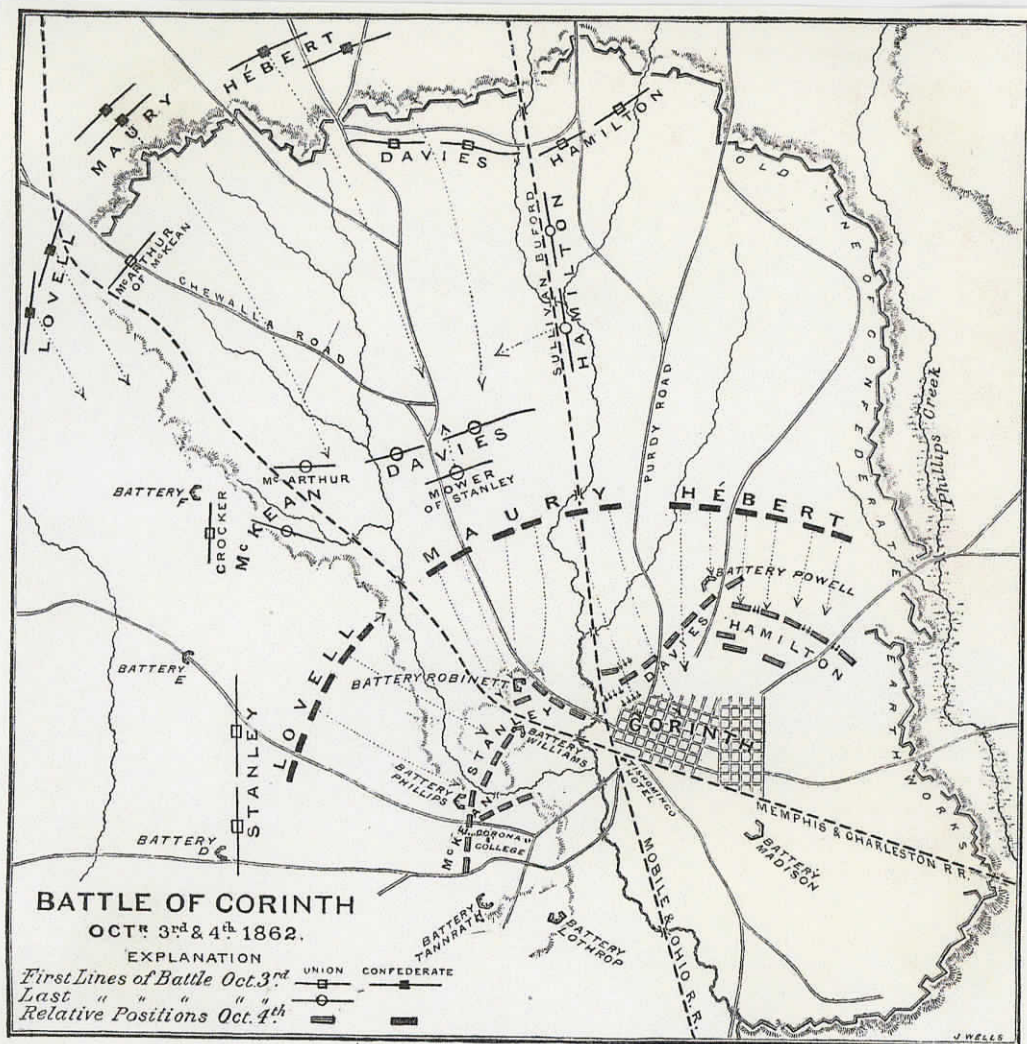 HÉBERT
MAURY
DAVIES
HAMILTON
OLD LINE OF CONFEDERATE EARTHWORKS
LOVELL
McARTHUR
OF McKEAN
CHEWALLA ROAD
SULLIVAN BUFORD
HAMILTON
PURDY ROAD
Phillips Creek
DAVIES
MOWER
OF STANLEY
McARTHUR
McKEAN
BATTERY
F
CROCKER
MAURY
HÉBERT
BATTERY POWELL
HAMILTON
DAVIES
BATTERY
E
LOVELL
BATTERY ROBINETT
STANLEY
CORINTH
BATTERY
WILLIAMS
TISHOMINGO
HOTEL
STANLEY
BATTERY
PHILLIPS
McKEAN
CORONA
COLLEGE
BATTERY
D
MEMPHIS & CHARLESTON R.R.
BATTERY
MADISON
MOBILE & OHIO R.R.
BATTERY
TANNRATH
BATTERY
LOTHROP
BATTLE OF CORINTH
OCTR 3rd & 4th 1862.
EXPLANATION
UNION CONFEDERATE
First Lines of Battle Oct. 3rd
Last " " " " "
Relative Positions Oct. 4th
J. WELLS